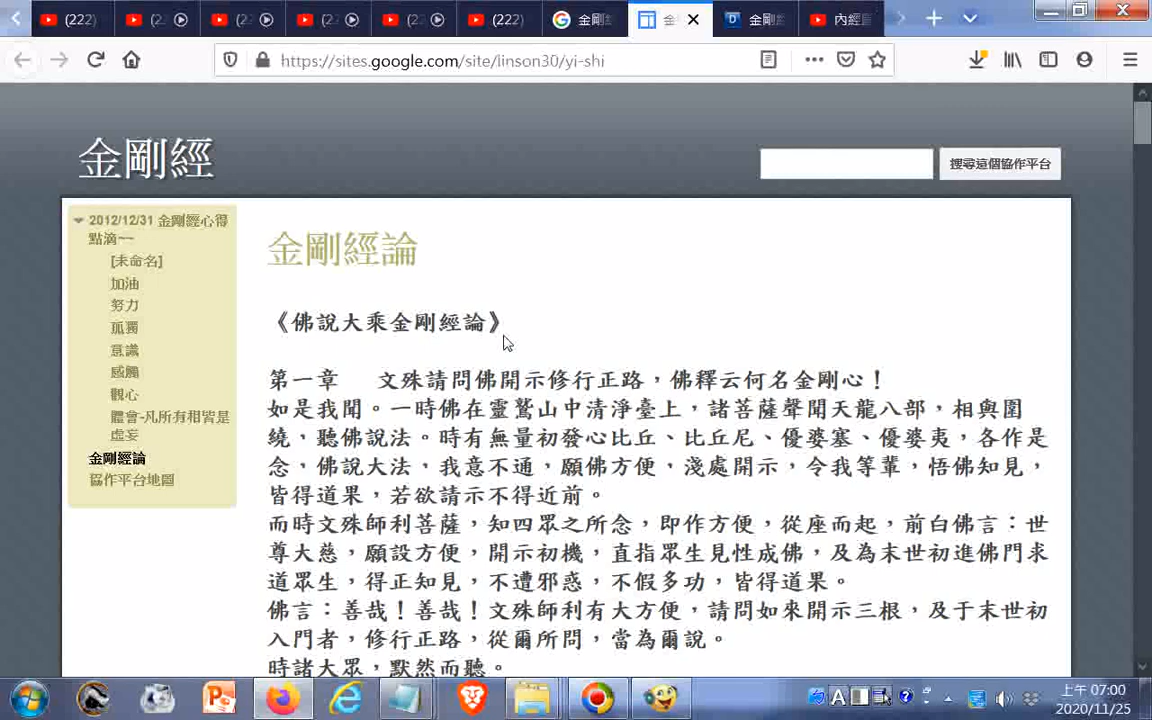 (222)
(2
(2
(2
(2
(222)
金剛
金
金剛
內經
https://sites.google.com/site/linson30/yi-shi
金剛經
搜尋這個協作平台
2012/12/31 金剛經心得
點滴~~
[未命名]
加油
努力
孤獨
意識
感觸
觀心
體會-凡所有相皆是
虛妄
金剛經論
協作平台地圖
金剛經論
《佛說大乘金剛經論》
第一章 文殊請問佛開示修行正路，佛釋云何名金剛心！
如是我聞。一時佛在靈鷲山中清淨臺上，諸菩薩聲聞天龍八部，相與圍
繞，聽佛說法。時有無量初發心比丘、比丘尼、優婆塞、優婆夷，各作是
念，佛說大法，我意不通，願佛方便，淺處開示，令我等輩，悟佛知見，
皆得道果，若欲請示不得近前。
而時文殊師利菩薩，知四眾之所念，即作方便，從座而起，前白佛言：世
尊大慈，願設方便，開示初機，直指眾生見性成佛，及為末世初進佛門求
道眾生，得正知見，不遭邪惑，不假多功，皆得道果。
佛言：善哉！善哉！文殊師利有大方便，請問如來開示三根，及于末世初
入門者，修行正路，從爾所問，當為爾說。
時諸大眾，默然而聽。
上午 07:00
2020/11/25